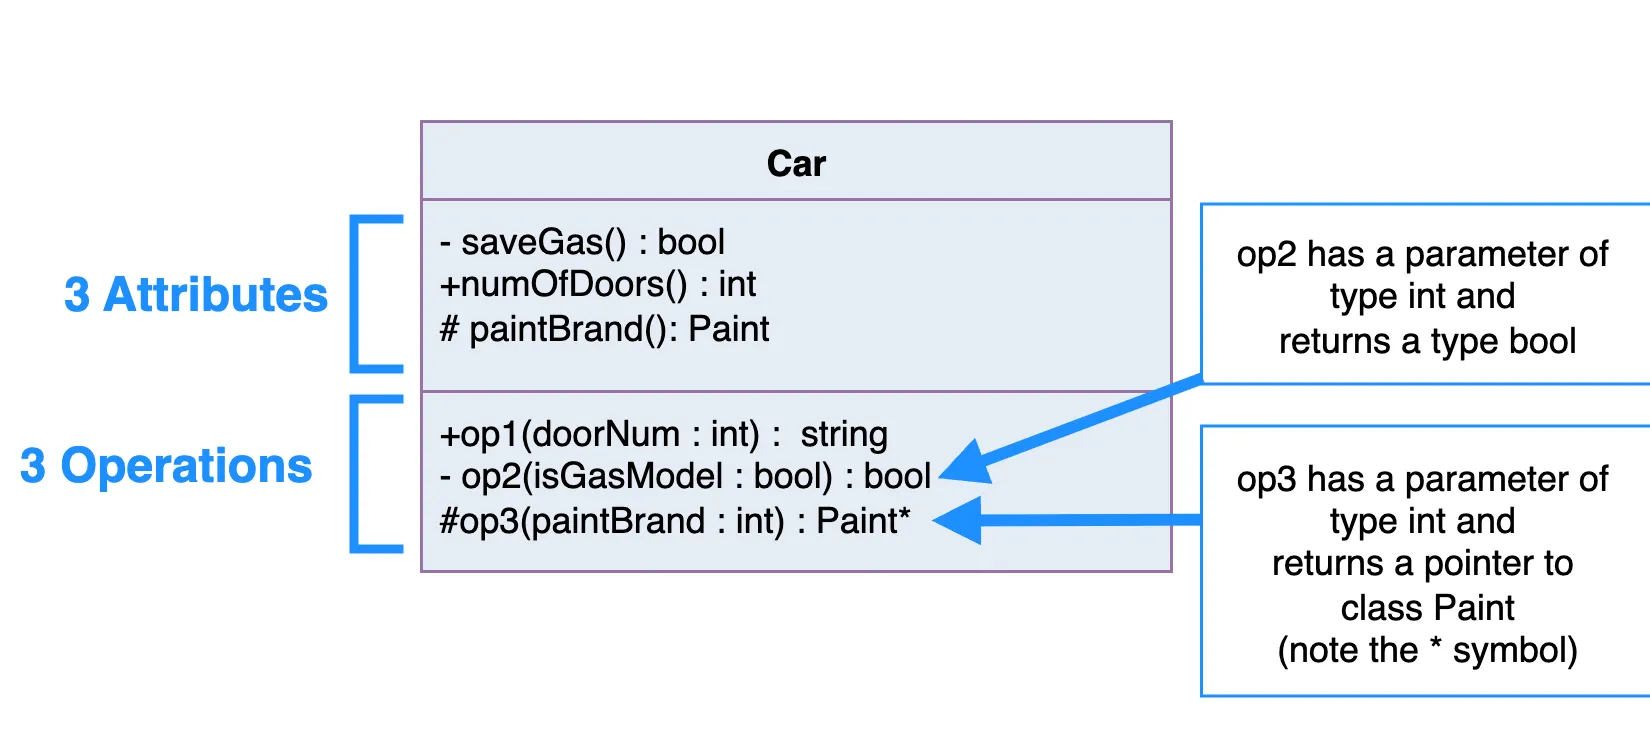 Car
3 Attributes
- saveGas() : bool
+numOfDoors() : int
# paintBrand(): Paint
3 Operations
+op1(doorNum : int) : string
- op2(isGasModel : bool) : bool
#op3(paintBrand : int) : Paint*
op2 has a parameter of
type int and
returns a type bool
op3 has a parameter of
type int and
returns a pointer to
class Paint
(note the * symbol)